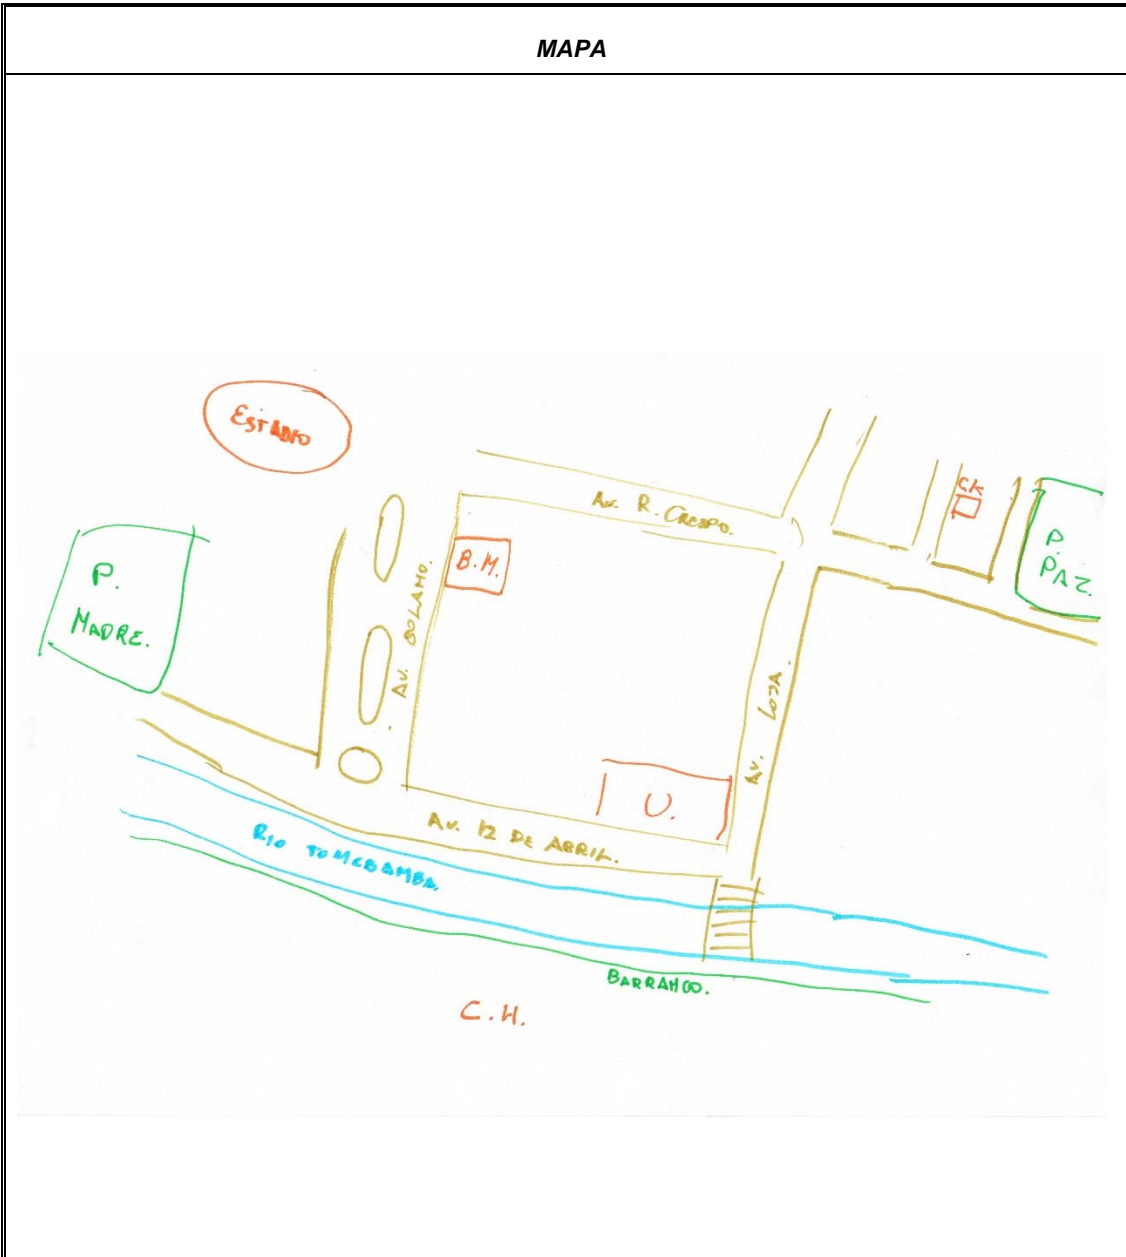 MAPA
ESTADIO
AV. R. CRESPO.
CK
B.M.
P.
PAZ.
P.
MADRE.
AV. SOLANO.
AV. LOJA.
U.
AV. 12 DE ABRIL.
RIO TOMEBAMBA
BARRANCO.
C.H.